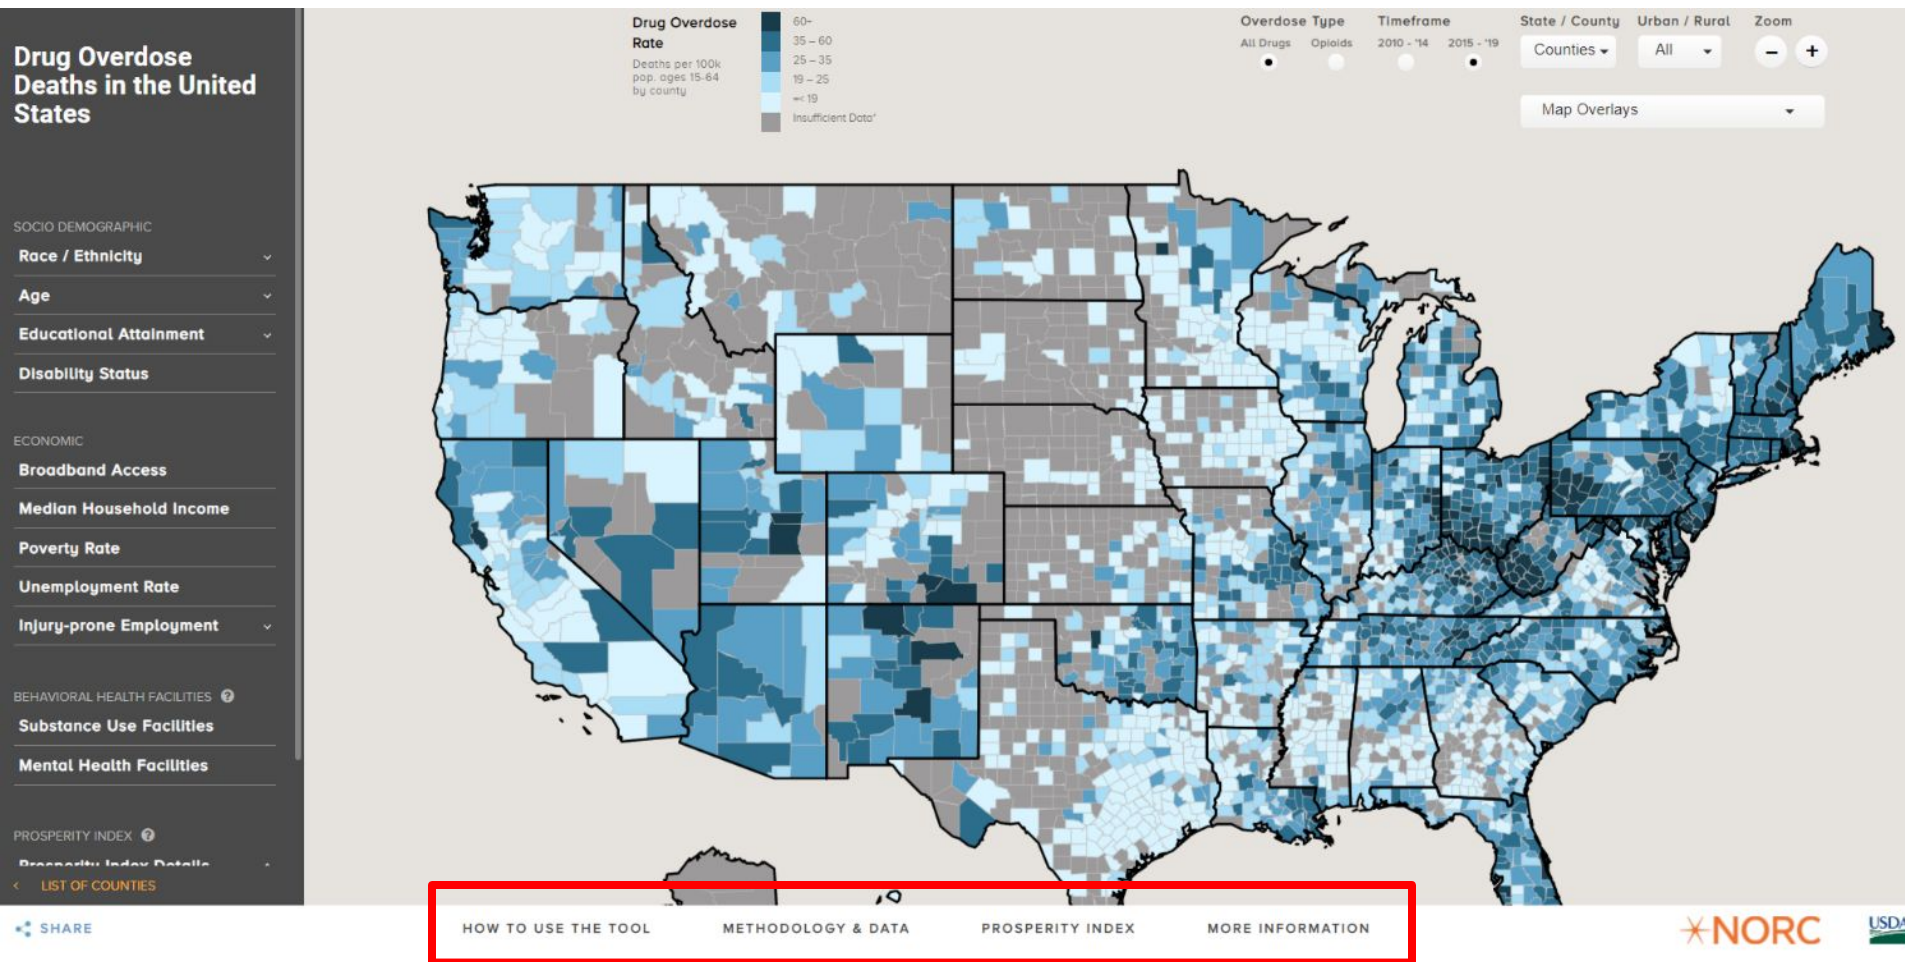 Drug Overdose
Deaths in the United
States
SOCIO DEMOGRAPHIC
Race / Ethnicity
Age
Educational Attainment
Disability Status
ECONOMIC
Broadband Access
Median Household Income
Poverty Rate
Unemployment Rate
Injury-prone Employment
BEHAVIORAL HEALTH FACILITIES ?
Substance Use Facilities
Mental Health Facilities
PROSPERITY INDEX ?
Prosperity Index Details
< LIST OF COUNTIES
Drug Overdose
Rate
Deaths per 100k
pop. ages 15-64
by county
60+
35 – 60
25 – 35
19 – 25
=< 19
Insufficient Data*
Overdose Type
All Drugs Opioids
Timeframe
2010 - '14 2015 - '19
State / County
Counties
Urban / Rural
All
Zoom
– +
Map Overlays
SHARE
HOW TO USE THE TOOL METHODOLOGY & DATA PROSPERITY INDEX MORE INFORMATION
NORC
USDA